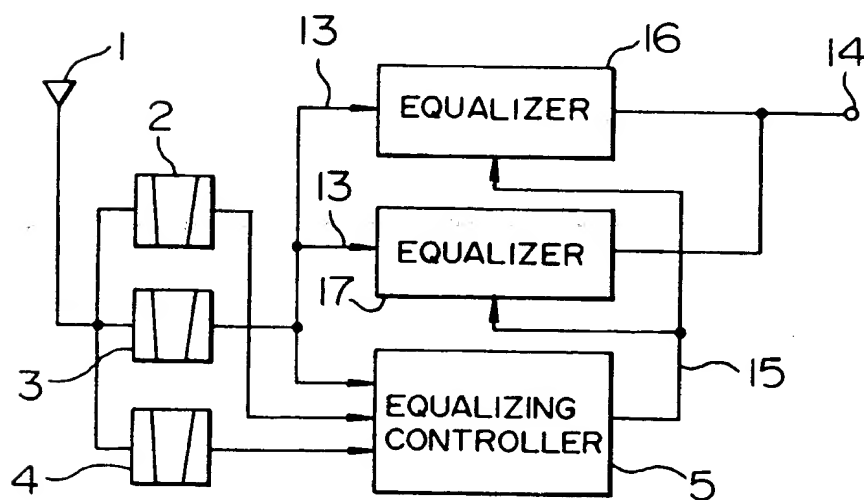 1
13
16
14
EQUALIZER
2
13
EQUALIZER
17
3
15
EQUALIZING
CONTROLLER
4
5